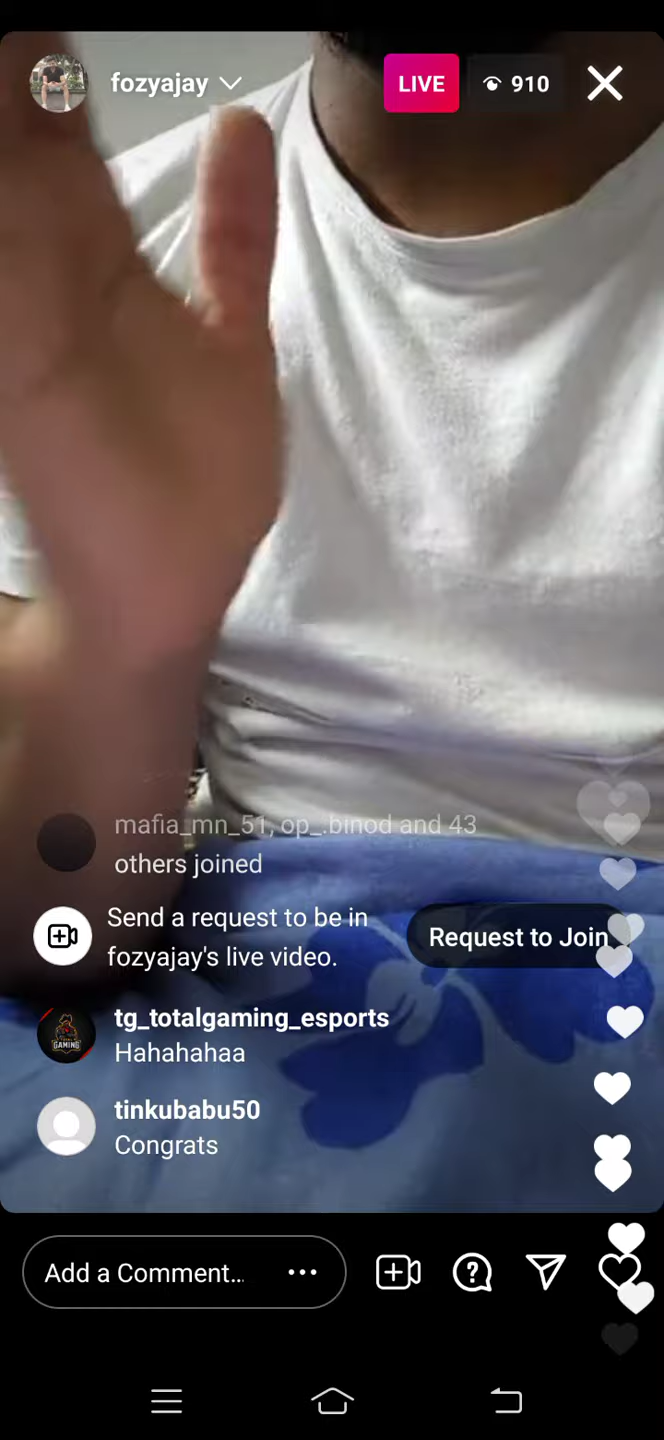 fozyajay
LIVE
910
mafia_mn_51, op_.binod and 43
others joined
Send a request to be in
fozyajay's live video.
Request to Join
tg_totalgaming_esports
GAMING
Hahahahaa
tinkubabu50
Congrats
Add a Comment...